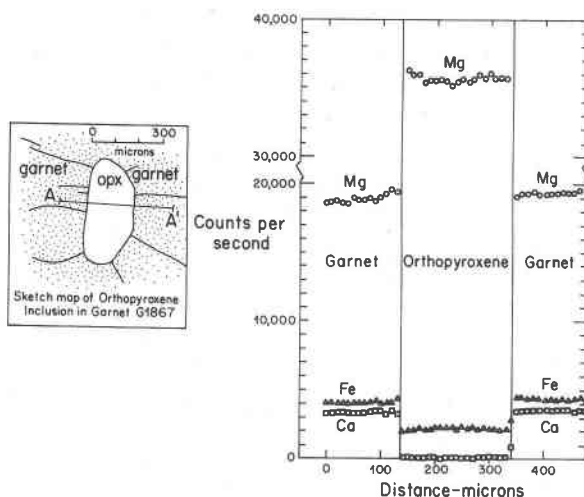 0 300
microns
garnet
opx
garnet
A
A'
Sketch map of Orthopyroxene
Inclusion in Garnet G1867
40,000
30,000
20,000
10,000
0
Counts per
second
Mg
Mg
Mg
Garnet
Orthopyroxene
Garnet
Fe
Ca
Fe
Ca
0 100 200 300 400
Distance-microns